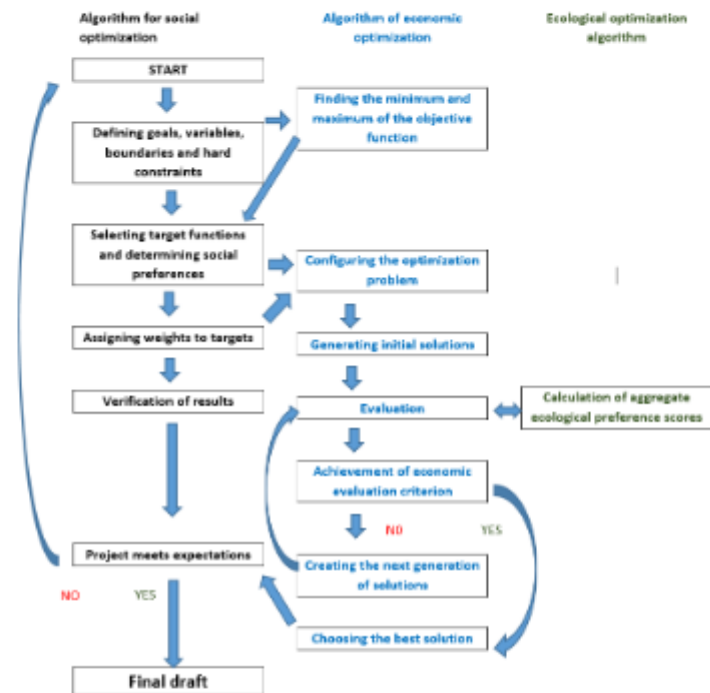 Algorithm for social
optimization
Algorithm of economic
optimization
Ecological optimization
algorithm
START
Finding the minimum and
maximum of the objective
function
Defining goals, variables,
boundaries and hard
constraints
Selecting target functions
and determining social
preferences
Configuring the optimization
problem
Assigning weights to targets
Generating initial solutions
Verification of results
Evaluation
Calculation of aggregate
ecological preference scores
Achievement of economic
evaluation criterion
NO
YES
Project meets expectations
Creating the next generation
of solutions
NO
YES
Choosing the best solution
Final draft